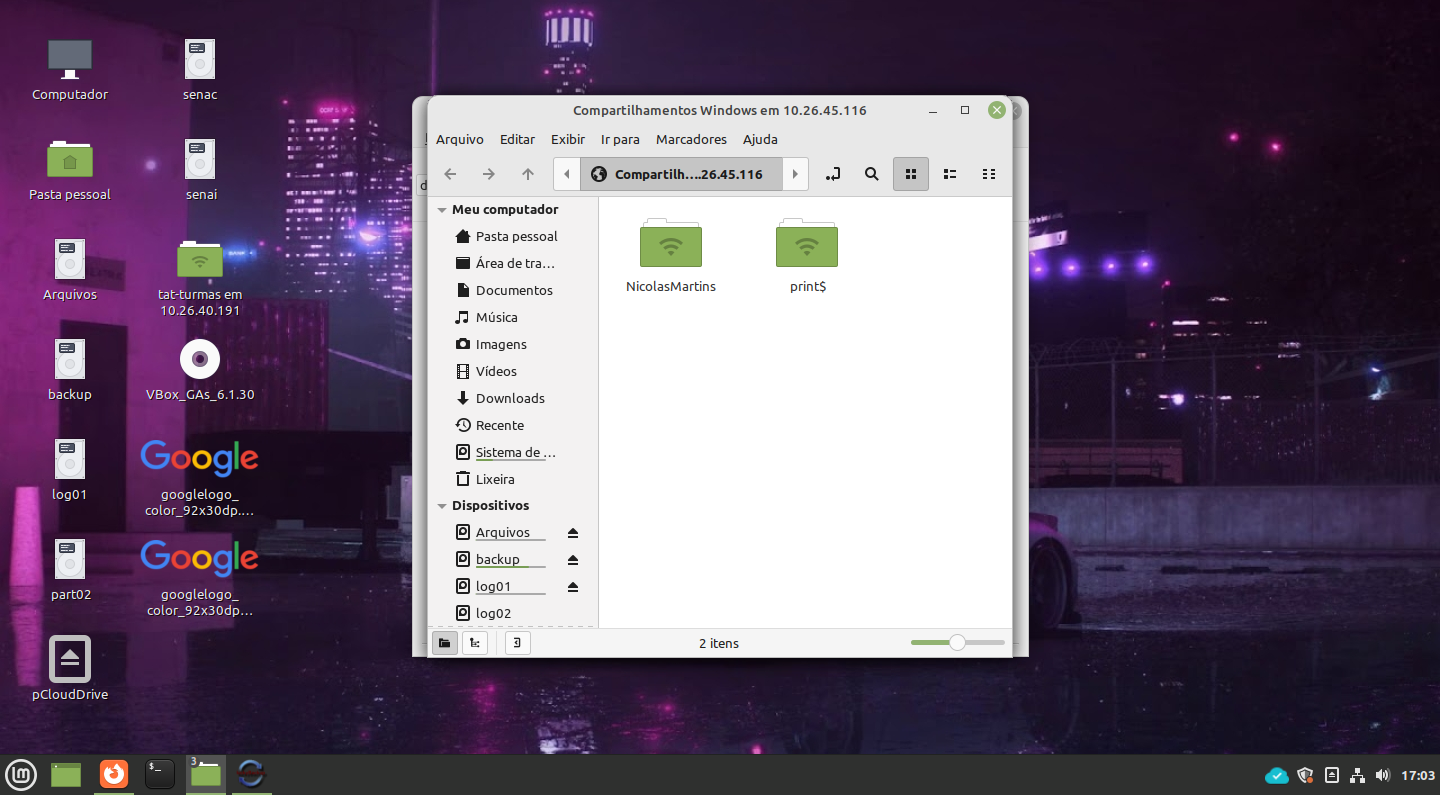 Computador
senac
Pasta pessoal
senai
Arquivos
tat-turmas em
10.26.40.191
backup
VBox_GAs_6.1.30
log01
Google
googlelogo_
color_92x30dp.…
part02
Google
googlelogo_
color_92x30dp…
pCloudDrive
Compartilhamentos Windows em 10.26.45.116
Arquivo Editar Exibir Ir para Marcadores Ajuda
Compartilh….26.45.116
Meu computador
Pasta pessoal
Área de tra…
Documentos
Música
Imagens
Vídeos
Downloads
Recente
Sistema de …
Lixeira
Dispositivos
Arquivos
backup
log01
log02
NicolasMartins
print$
2 itens
lm
$_
3
17:03